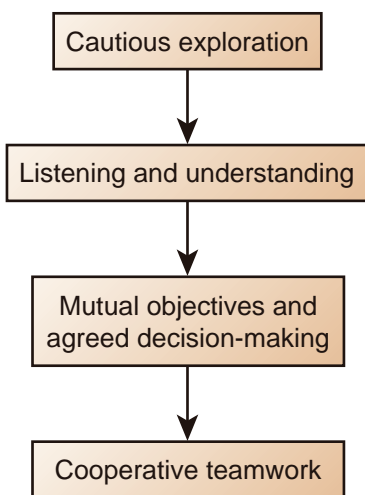 Cautious exploration
Listening and understanding
Mutual objectives and
agreed decision-making
Cooperative teamwork